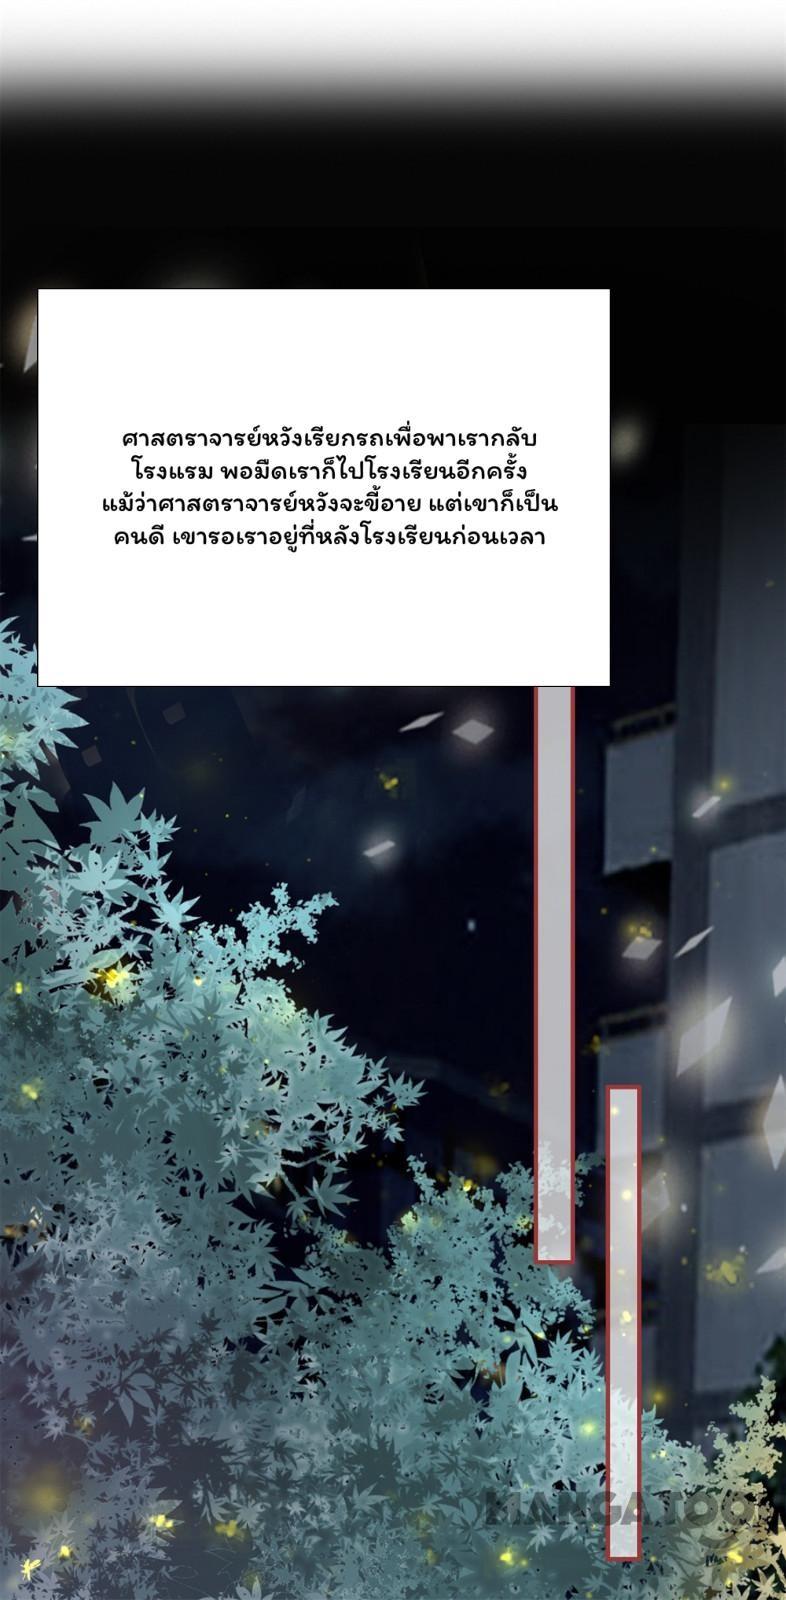 ศาสตราจารย์หวังเรียกรถเพื่อพาเรากลับ
โรงแรม พอมืดเราก็ไปโรงเรียนอีกครั้ง
แม้ว่าศาสตราจารย์หวังจะขี้อาย แต่เขาก็เป็น
คนดี เขารอเราอยู่ที่หลังโรงเรียนก่อนเวลา
MANGATOON